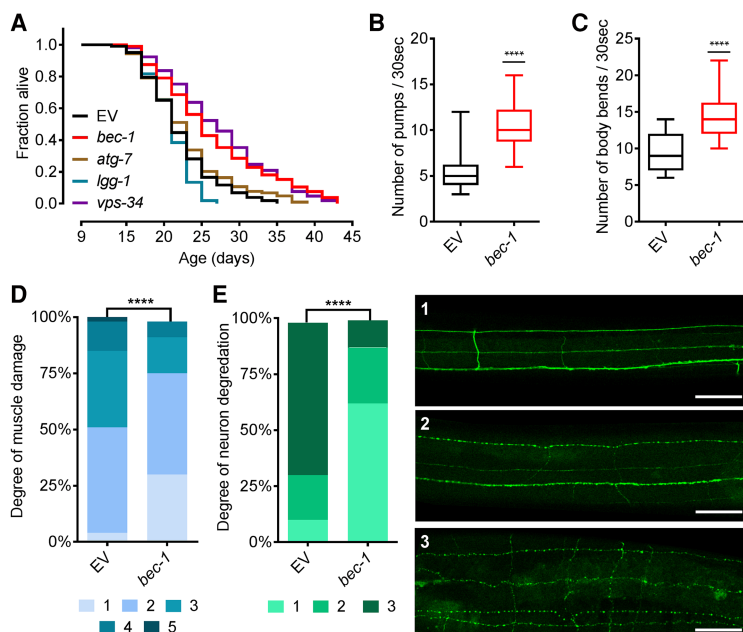 A
Fraction alive
1.0
0.8
0.6
0.4
0.2
0.0
EV
bec-1
atg-7
lgg-1
vps-34
9 15 20 25 30 35 40 45
Age (days)
B
Number of pumps / 30sec
20
15
10
5
0
****
EV
bec-1
C
Number of body bends / 30sec
25
20
15
10
5
0
****
EV
bec-1
D
Degree of muscle damage
100%
75%
50%
25%
0%
****
EV
bec-1
1 2 3
4 5
E
Degree of neuron degredation
100%
75%
50%
25%
0%
****
EV
bec-1
1 2 3
1
2
3